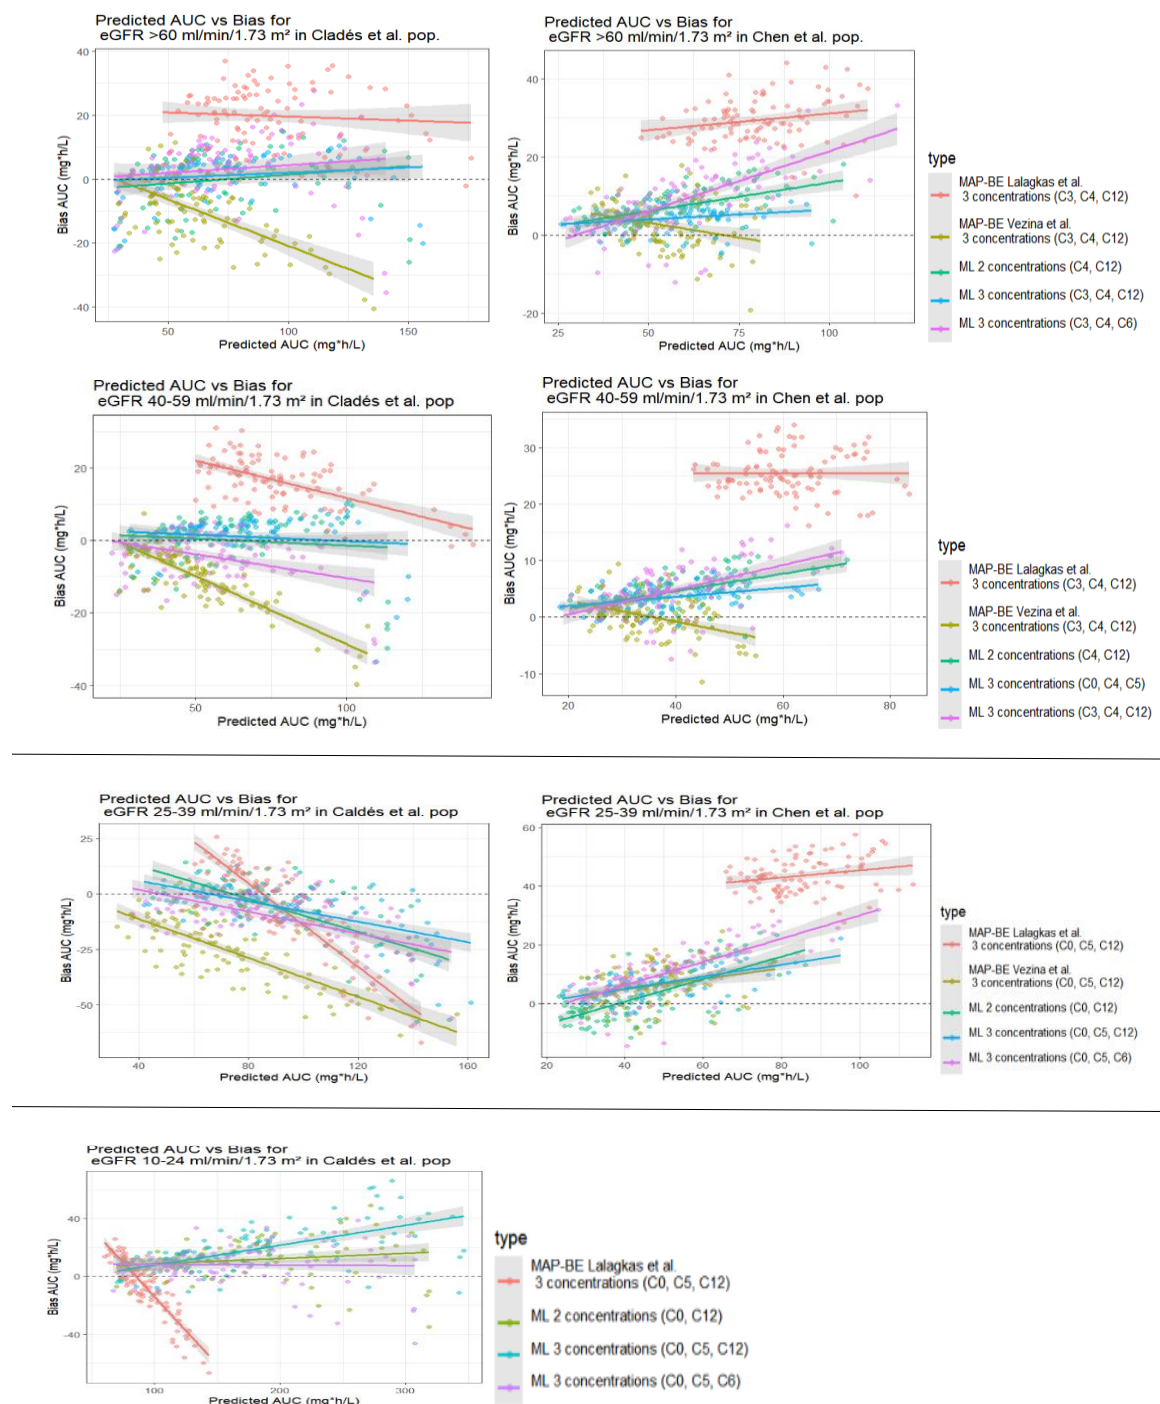 Predicted AUC vs Bias for
eGFR >60 ml/min/1.73 m² in Cladés et al. pop.
40
20
0
-20
-40
Bias AUC (mg*h/L)
50
100
150
Predicted AUC (mg*h/L)
Predicted AUC vs Bias for
eGFR >60 ml/min/1.73 m² in Chen et al. pop.
40
20
0
-20
Bias AUC (mg*h/L)
25
50
75
100
Predicted AUC (mg*h/L)
type
MAP-BE Lalagkas et al.
3 concentrations (C3, C4, C12)
MAP-BE Vezina et al.
3 concentrations (C3, C4, C12)
ML 2 concentrations (C4, C12)
ML 3 concentrations (C3, C4, C12)
ML 3 concentrations (C3, C4, C6)
Predicted AUC vs Bias for
eGFR 40-59 ml/min/1.73 m² in Cladés et al. pop
20
0
-20
-40
Bias AUC (mg*h/L)
50
100
Predicted AUC (mg*h/L)
Predicted AUC vs Bias for
eGFR 40-59 ml/min/1.73 m² in Chen et al. pop
30
20
10
0
-10
Bias AUC (mg*h/L)
20
40
60
80
Predicted AUC (mg*h/L)
type
MAP-BE Lalagkas et al.
3 concentrations (C3, C4, C12)
MAP-BE Vezina et al.
3 concentrations (C3, C4, C12)
ML 2 concentrations (C4, C12)
ML 3 concentrations (C0, C4, C5)
ML 3 concentrations (C3, C4, C12)
Predicted AUC vs Bias for
eGFR 25-39 ml/min/1.73 m² in Caldés et al. pop
25
0
-25
-50
Bias AUC (mg*h/L)
40
80
120
160
Predicted AUC (mg*h/L)
Predicted AUC vs Bias for
eGFR 25-39 ml/min/1.73 m² in Chen et al. pop
60
40
20
0
Bias AUC (mg*h/L)
20
40
60
80
100
Predicted AUC (mg*h/L)
type
MAP-BE Lalagkas et al.
3 concentrations (C0, C5, C12)
MAP-BE Vezina et al.
3 concentrations (C0, C5, C12)
ML 2 concentrations (C0, C12)
ML 3 concentrations (C0, C5, C12)
ML 3 concentrations (C0, C5, C6)
Predicted AUC vs Bias for
eGFR 10-24 ml/min/1.73 m² in Caldés et al. pop
40
0
-40
Bias AUC (mg*h/L)
100
200
300
Predicted AUC (mg*h/L)
type
MAP-BE Lalagkas et al.
3 concentrations (C0, C5, C12)
ML 2 concentrations (C0, C12)
ML 3 concentrations (C0, C5, C12)
ML 3 concentrations (C0, C5, C6)